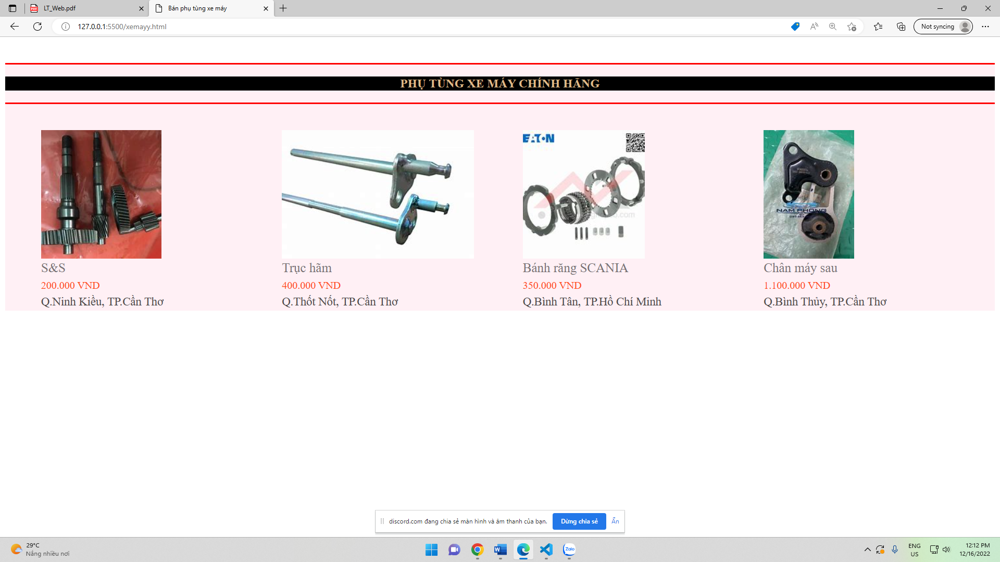 LT_Web.pdf
Bán phụ tùng xe máy
127.0.0.1:5500/xemayy.html
Not syncing
PHỤ TÙNG XE MÁY CHÍNH HÃNG
EATON
NAM PHONG
S&S
Trục hãm
Bánh răng SCANIA
Chân máy sau
200.000 VND
400.000 VND
350.000 VND
1.100.000 VND
Q.Ninh Kiều, TP.Cần Thơ
Q.Thốt Nốt, TP.Cần Thơ
Q.Bình Tân, TP.Hồ Chí Minh
Q.Bình Thủy, TP.Cần Thơ
discord.com đang chia sẻ màn hình và âm thanh của bạn.
Dừng chia sẻ
Ẩn
29°C
Nắng nhiều nơi
Zalo
ENG
US
12:12 PM
12/16/2022